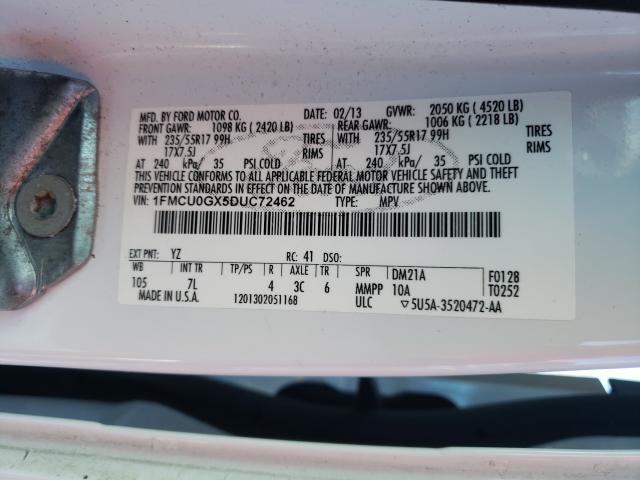 MFD. BY FORD MOTOR CO. DATE: 02/13 GVWR: 2050 KG ( 4520 LB)
FRONT GAWR: 1098 KG ( 2420 LB) REAR GAWR: 1006 KG ( 2218 LB)
WITH 235/55R17 99H TIRES WITH 235/55R17 99H TIRES
17X7.5J RIMS 17X7.5J RIMS
AT 240 kPa/ 35 PSI COLD AT 240 kPa/ 35 PSI COLD
THIS VEHICLE CONFORMS TO ALL APPLICABLE FEDERAL MOTOR VEHICLE SAFETY AND THEFT
PREVENTION STANDARDS IN EFFECT ON THE DATE OF MANUFACTURE SHOWN ABOVE.
VIN: 1FMCU0GX5DUC72462 TYPE: MPV
EXT PNT: YZ RC: 41 DSO:
WB INT TR TP/PS R AXLE TR SPR DM21A F0128
105 7L 4 3C 6 MMPP 10A T0252
MADE IN U.S.A. 1201302051168 ULC ▽5U5A-3520472-AA